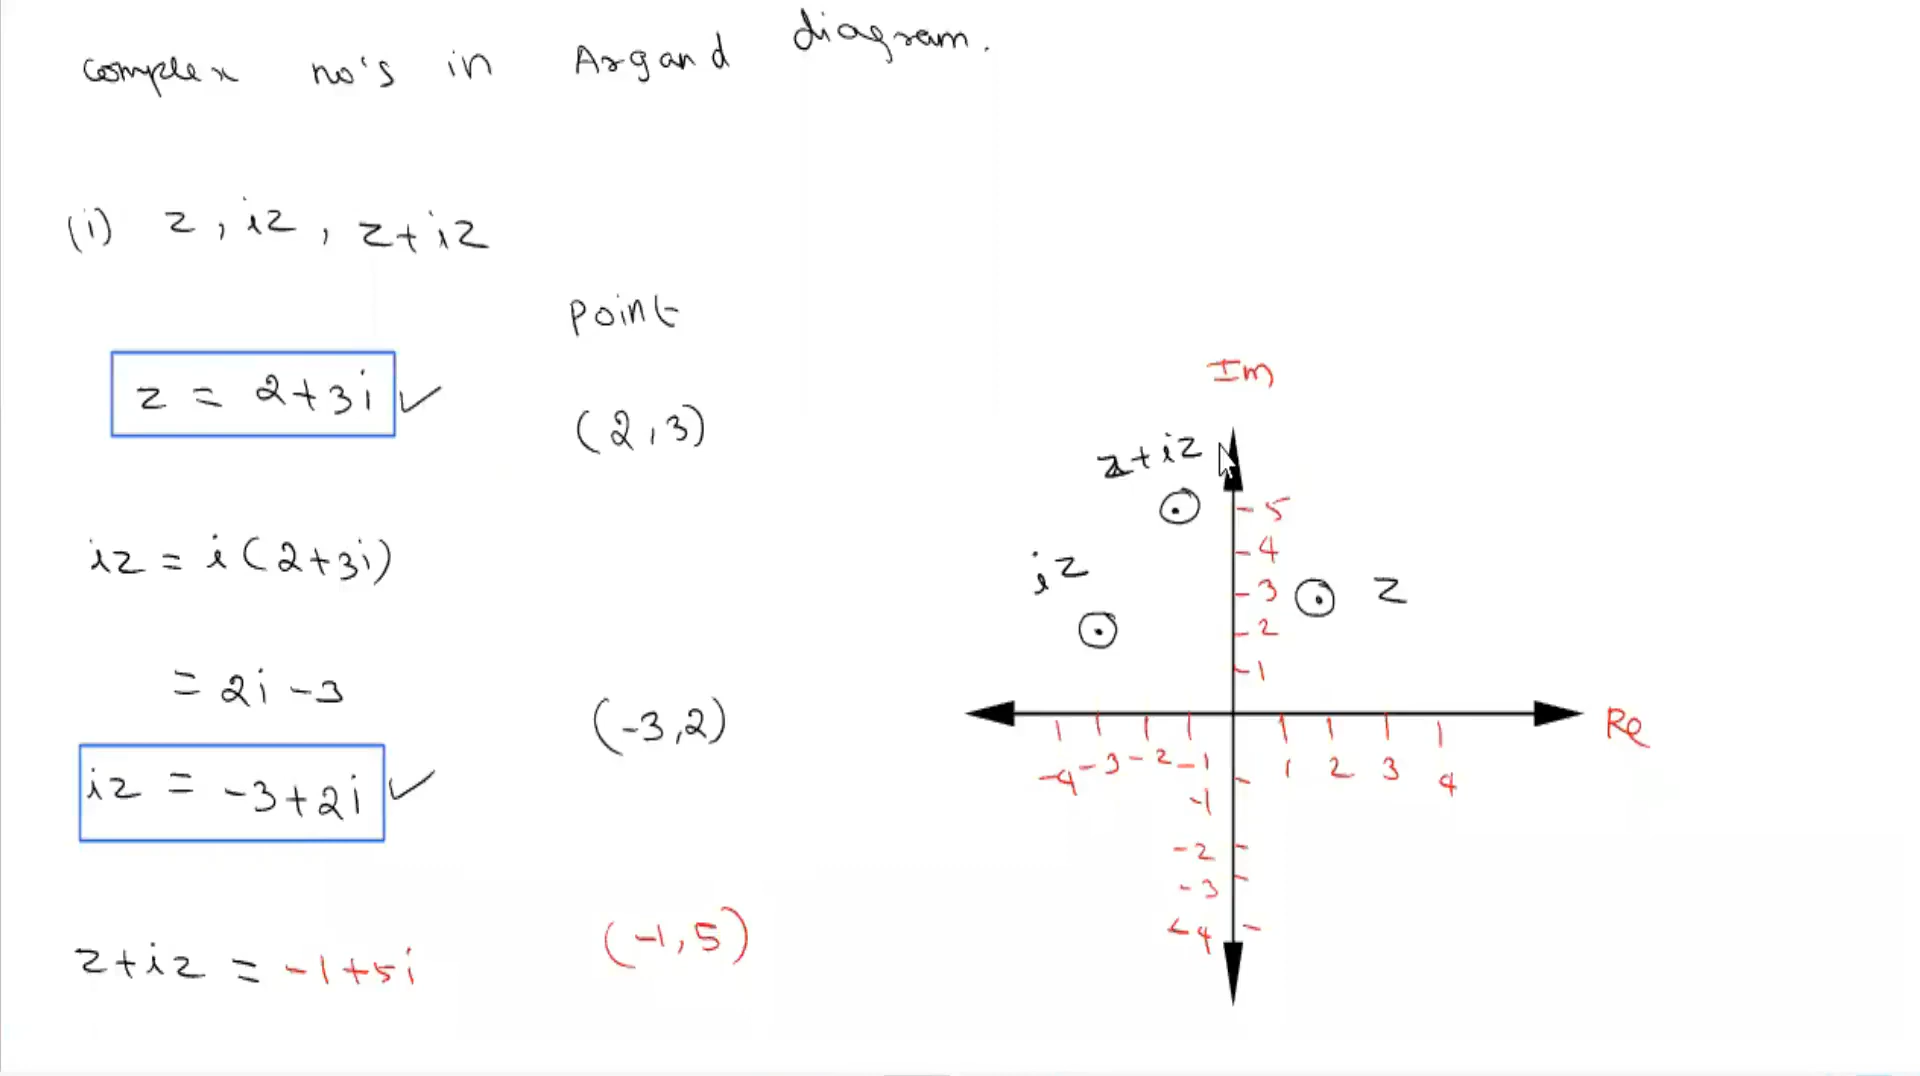 complex no's in Argand diagram.
(i) z, iz, z+iz
Point
z = 2+3i ✓ (2,3)
iz = i(2+3i)
= 2i -3
(-3,2)
iz = -3+2i ✓
z+iz = -1+5i (-1,5)
Im
z+iz
5
4
iz
3 z
2
1
Re
-4 -3 -2 -1 1 2 3 4
-1
-2
-3
-4